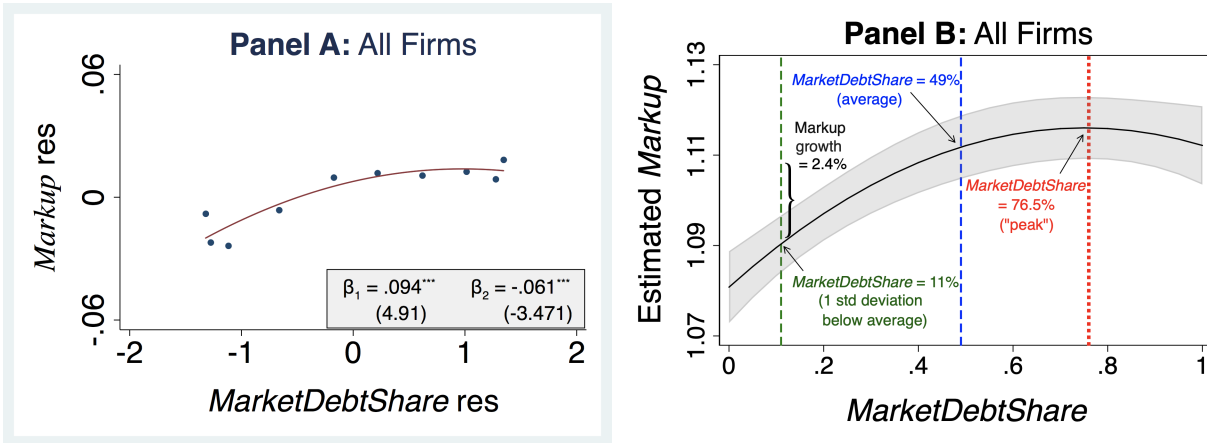 Panel A: All Firms
Markup res
.06
0
-.06
β1 = .094*** β2 = -.061***
(4.91) (-3.471)
-2 -1 0 1 2
MarketDebtShare res
Panel B: All Firms
Estimated Markup
1.13
1.11
1.09
1.07
MarketDebtShare = 49%
(average)
Markup
growth
= 2.4%
}
MarketDebtShare
= 76.5%
("peak")
MarketDebtShare = 11%
(1 std deviation
below average)
0 .2 .4 .6 .8 1
MarketDebtShare